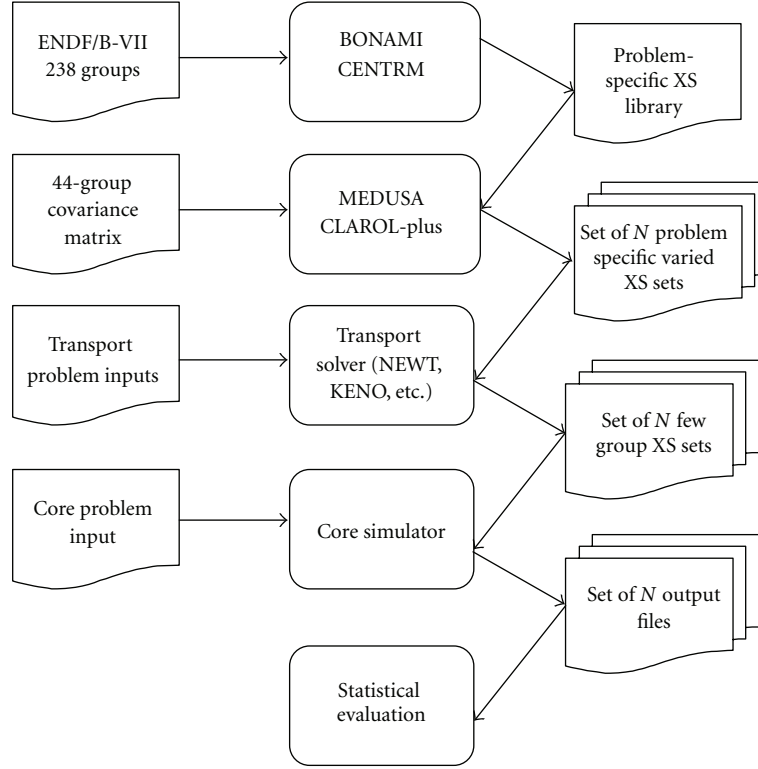 ENDF/B-VII
238 groups
BONAMI
CENTRM
Problem-
specific XS
library
44-group
covariance
matrix
MEDUSA
CLAROL-plus
Set of N problem
specific varied
XS sets
Transport
problem inputs
Transport
solver (NEWT,
KENO, etc.)
Set of N few
group XS sets
Core problem
input
Core simulator
Set of N output
files
Statistical
evaluation